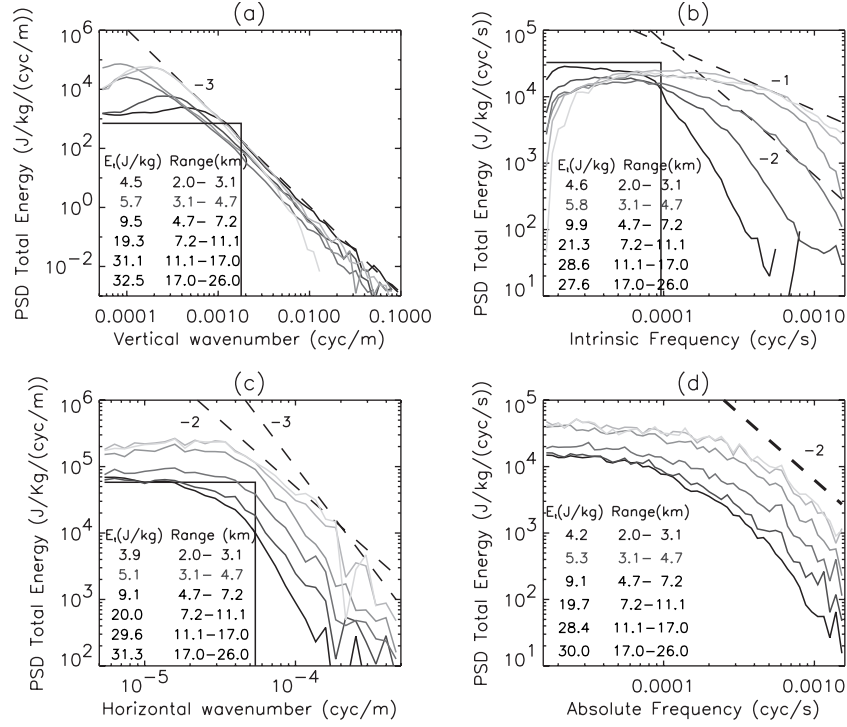 (a)
PSD Total Energy (J/kg/(cyc/m))
10^6
10^4
10^2
10^0
10^-2
-3
E_t(J/kg) Range(km)
4.5 2.0- 3.1
5.7 3.1- 4.7
9.5 4.7- 7.2
19.3 7.2-11.1
31.1 11.1-17.0
32.5 17.0-26.0
0.0001 0.0010 0.0100 0.1000
Vertical wavenumber (cyc/m)
(b)
PSD Total Energy (J/kg/(cyc/s))
10^5
10^4
10^3
10^2
10^1
-1
-2
E_t(J/kg) Range(km)
4.6 2.0- 3.1
5.8 3.1- 4.7
9.9 4.7- 7.2
21.3 7.2-11.1
28.6 11.1-17.0
27.6 17.0-26.0
0.0001 0.0010
Intrinsic Frequency (cyc/s)
(c)
PSD Total Energy (J/Kg/(cyc/m))
10^6
10^5
10^4
10^3
10^2
-2
-3
E_t(J/kg) Range (km)
3.9 2.0- 3.1
5.1 3.1- 4.7
9.1 4.7- 7.2
20.0 7.2-11.1
29.6 11.1-17.0
31.3 17.0-26.0
10^-5 10^-4
Horizontal wavenumber (cyc/m)
(d)
PSD Total Energy (J/kg/(cyc/s))
10^5
10^4
10^3
10^2
10^1
-2
E_t(J/kg) Range(km)
4.2 2.0- 3.1
5.3 3.1- 4.7
9.1 4.7- 7.2
19.7 7.2-11.1
28.4 11.1-17.0
30.0 17.0-26.0
0.0001 0.0010
Absolute Frequency (cyc/s)